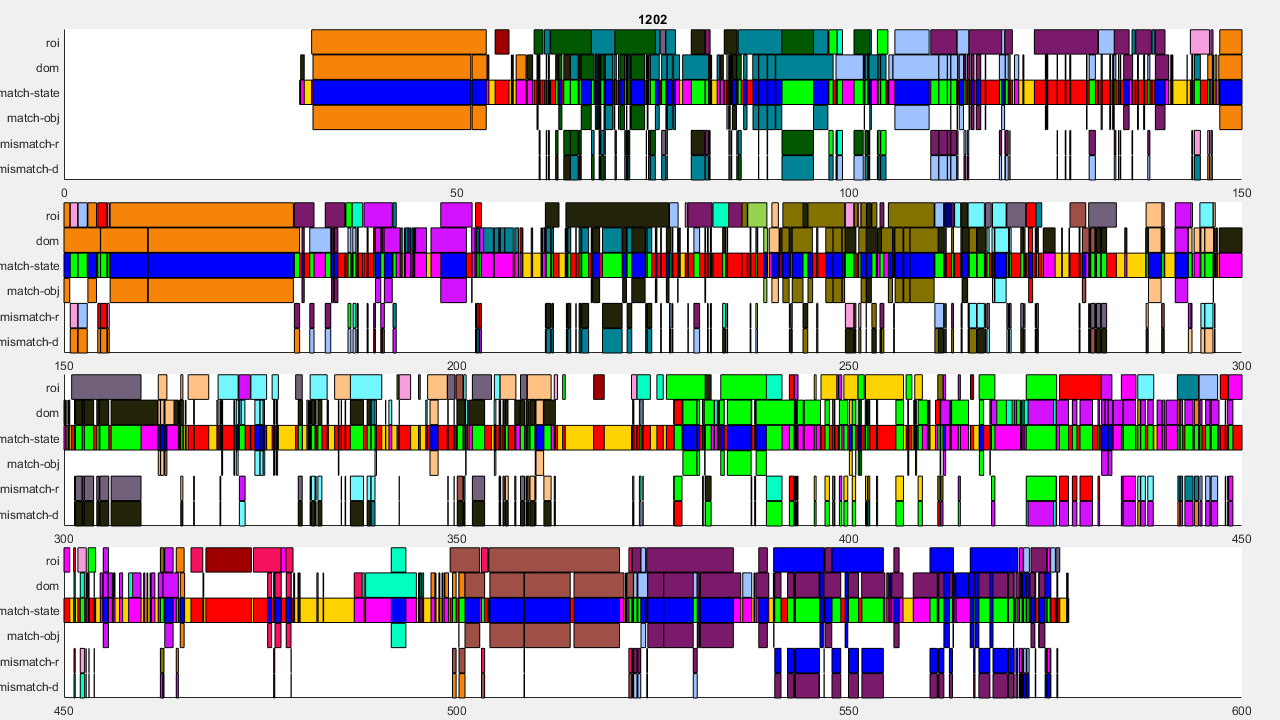 1202
roi
dom
match-state
match-obj
mismatch-r
mismatch-d
0 50 100 150
roi
dom
match-state
match-obj
mismatch-r
mismatch-d
150 200 250 300
roi
dom
match-state
match-obj
mismatch-r
mismatch-d
300 350 400 450
roi
dom
match-state
match-obj
mismatch-r
mismatch-d
450 500 550 600